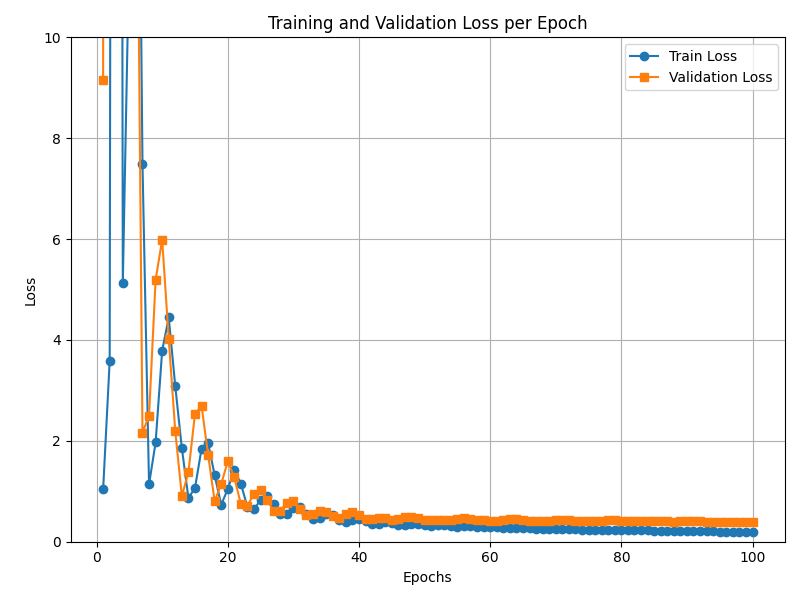 Training and Validation Loss per Epoch
Train Loss
Validation Loss
Loss
10
8
6
4
2
0
0 20 40 60 80 100
Epochs